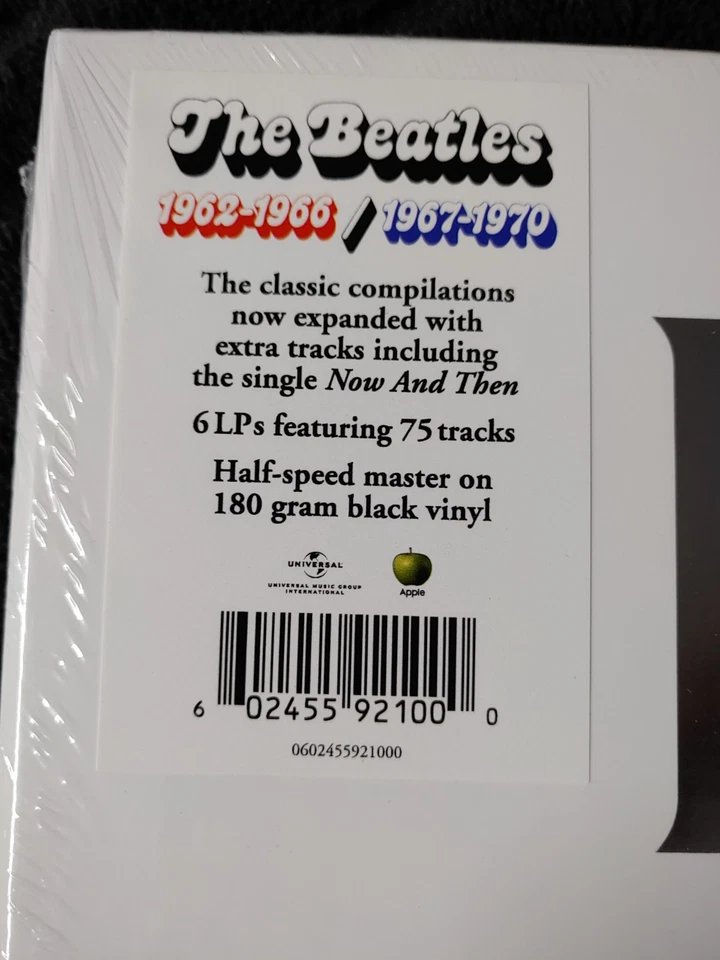 The Beatles
1962-1966 / 1967-1970
The classic compilations
now expanded with
extra tracks including
the single Now And Then
6 LPs featuring 75 tracks
Half-speed master on
180 gram black vinyl
UNIVERSAL
UNIVERSAL MUSIC GROUP
INTERNATIONAL
Apple
6 02455 92100 0
0602455921000